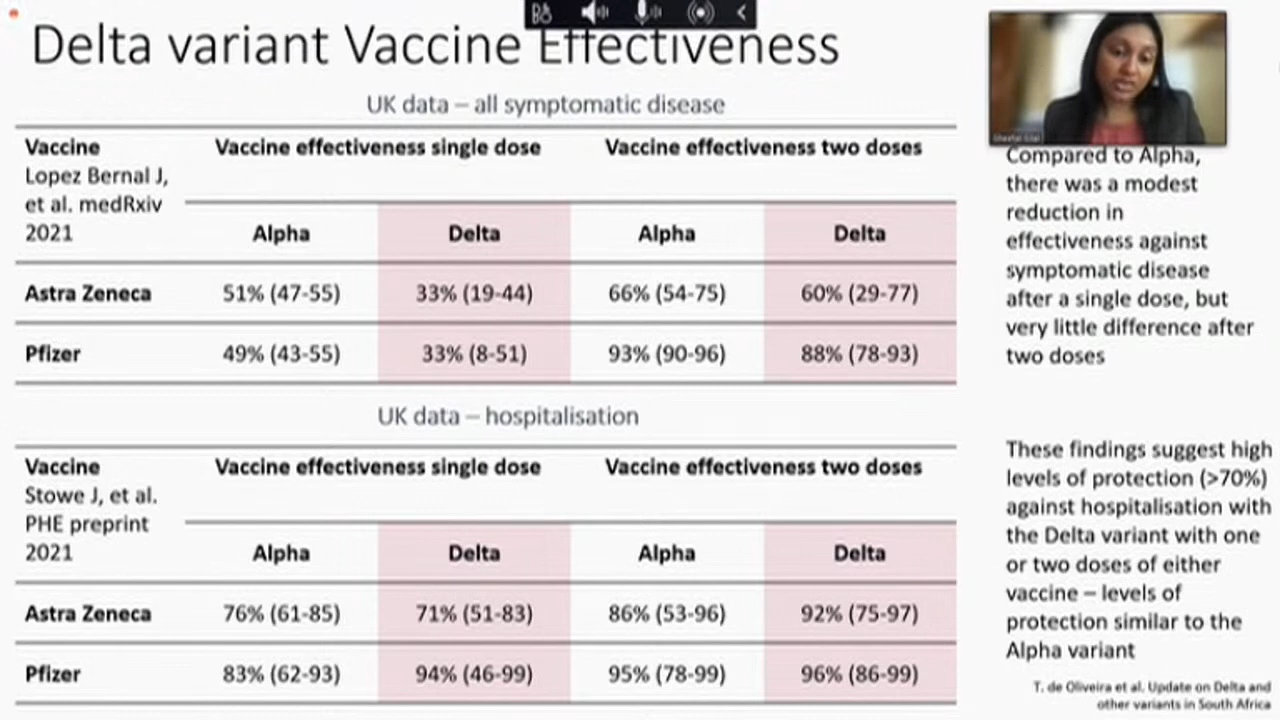 Delta variant Vaccine Effectiveness
UK data – all symptomatic disease
Vaccine
Lopez Bernal J,
et al. medRxiv
2021
Vaccine effectiveness single dose
Vaccine effectiveness two doses
Alpha Delta Alpha Delta
Astra Zeneca 51% (47-55) 33% (19-44) 66% (54-75) 60% (29-77)
Pfizer 49% (43-55) 33% (8-51) 93% (90-96) 88% (78-93)
Compared to Alpha,
there was a modest
reduction in
effectiveness against
symptomatic disease
after a single dose, but
very little difference after
two doses
UK data – hospitalisation
Vaccine
Stowe J, et al.
PHE preprint
2021
Vaccine effectiveness single dose
Vaccine effectiveness two doses
Alpha Delta Alpha Delta
Astra Zeneca 76% (61-85) 71% (51-83) 86% (53-96) 92% (75-97)
Pfizer 83% (62-93) 94% (46-99) 95% (78-99) 96% (86-99)
These findings suggest high
levels of protection (>70%)
against hospitalisation with
the Delta variant with one
or two doses of either
vaccine – levels of
protection similar to the
Alpha variant
T. de Oliveira et al. Update on Delta and
other variants in South Africa